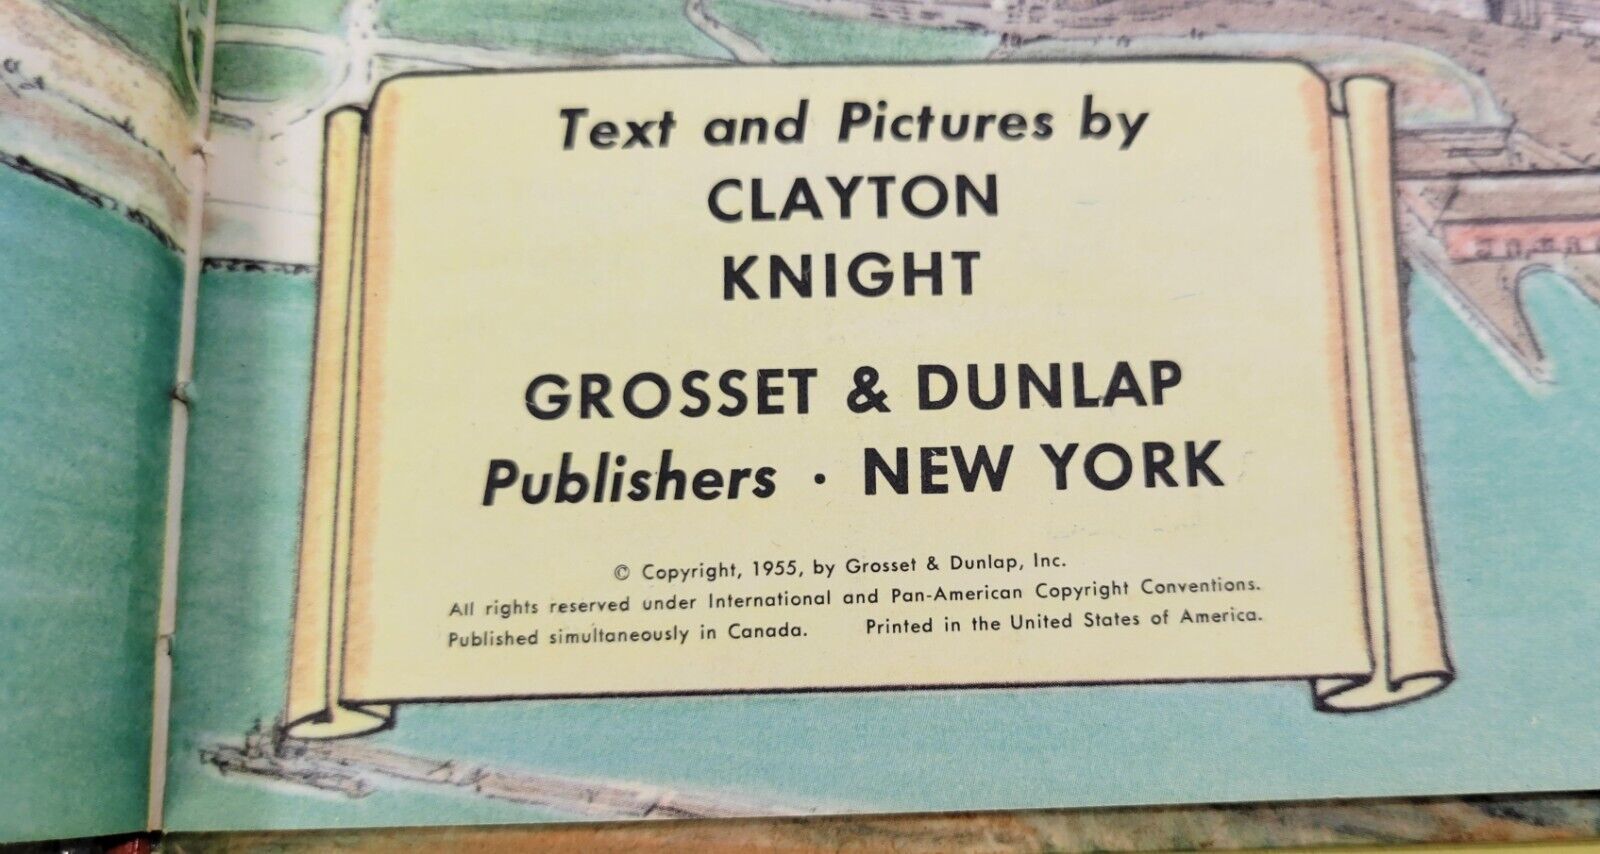 Text and Pictures by
CLAYTON
KNIGHT
GROSSET & DUNLAP
Publishers · NEW YORK
© Copyright, 1955, by Grosset & Dunlap, Inc.
All rights reserved under International and Pan-American Copyright Conventions.
Published simultaneously in Canada. Printed in the United States of America.